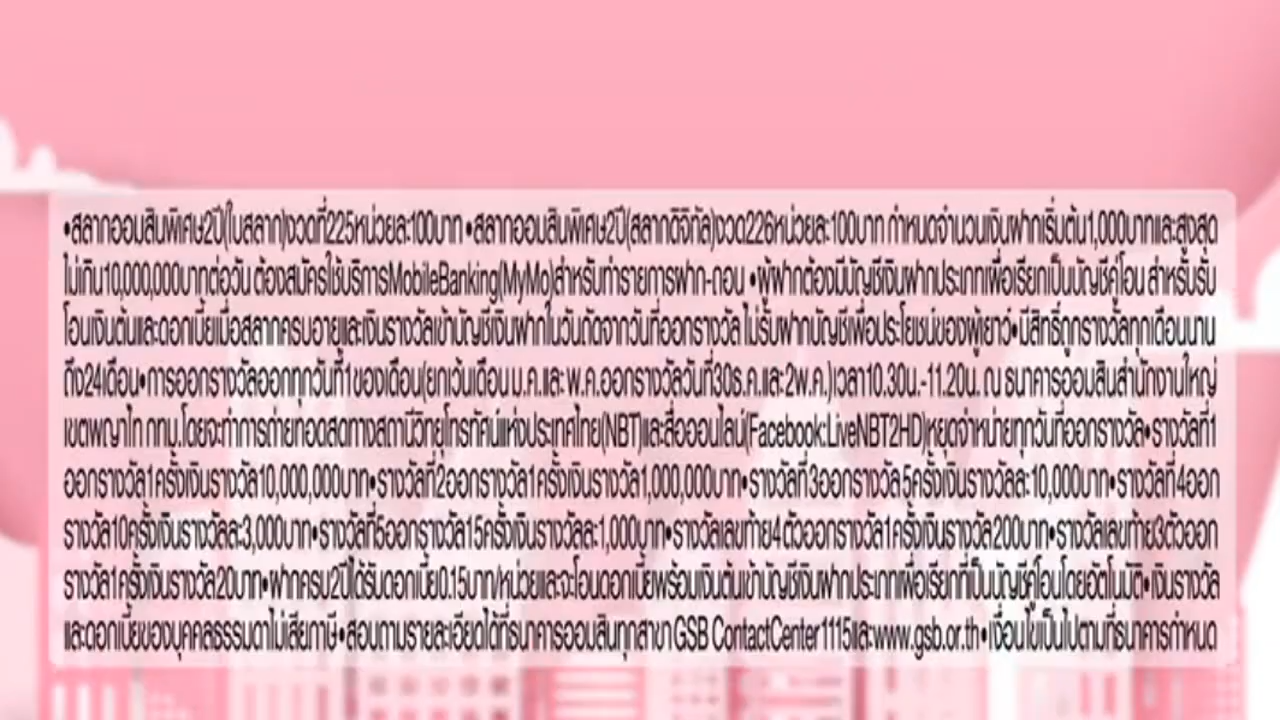 •สลากออมสินพิเศษ2ปี(ใบสลาก)งวดที่225หน่วยละ100บาท •สลากออมสินพิเศษ2ปี(สลากดิจิทัล)งวด226หน่วยละ100บาท กำหนดจำนวนเงินฝากเริ่มต้น1,000บาทและสูงสุด
ไม่เกิน10,000,000บาทต่อวัน ต้องสมัครใช้บริการMobileBanking(MyMo)สำหรับทำรายการฝาก-ถอน •ผู้ฝากต้องมีบัญชีเงินฝากประเภทเผื่อเรียกเป็นบัญชีคู่โอน สำหรับรับ
โอนเงินต้นและดอกเบี้ยเมื่อสลากครบอายุและเงินรางวัลเข้าบัญชีเงินฝากในวันถัดจากวันที่ออกรางวัล ไม่รับฝากบัญชีเพื่อประโยชน์ของผู้เยาว์•มีสิทธิ์ถูกรางวัลทุกเดือนนาน
ถึง24เดือน•การออกรางวัลออกทุกวันที่1ของเดือน(ยกเว้นเดือน ม.ค.และ พ.ค.ออกรางวัลวันที่30ธ.ค.และ2พ.ค.)เวลา10.30น.-11.20น. ณ ธนาคารออมสินสำนักงานใหญ่
เขตพญาไท กทม.โดยจะทำการถ่ายทอดสดทางสถานีวิทยุโทรทัศน์แห่งประเทศไทย(NBT)และสื่อออนไลน์(Facebook:LiveNBT2HD)หยุดจำหน่ายทุกวันที่ออกรางวัล•รางวัลที่1
ออกรางวัล1ครั้งเงินรางวัล10,000,000บาท•รางวัลที่2ออกรางวัล1ครั้งเงินรางวัล1,000,000บาท•รางวัลที่3ออกรางวัล5ครั้งเงินรางวัลละ10,000บาท•รางวัลที่4ออก
รางวัล10ครั้งเงินรางวัลละ3,000บาท•รางวัลที่5ออกรางวัล15ครั้งเงินรางวัลละ1,000บาท•รางวัลเลขท้าย4ตัวออกรางวัล1ครั้งเงินรางวัล200บาท•รางวัลเลขท้าย3ตัวออก
รางวัล1ครั้งเงินรางวัล20บาท•ฝากครบ2ปีได้รับดอกเบี้ย0.15บาท/หน่วยและจะโอนดอกเบี้ยพร้อมเงินต้นเข้าบัญชีเงินฝากประเภทเผื่อเรียกที่เป็นบัญชีคู่โอนโดยอัตโนมัติ•เงินรางวัล
และดอกเบี้ยของบุคคลธรรมดาไม่เสียภาษี•สอบถามรายละเอียดได้ที่ธนาคารออมสินทุกสาขา GSB ContactCenter1115และwww.gsb.or.th•เงื่อนไขเป็นไปตามที่ธนาคารกำหนด